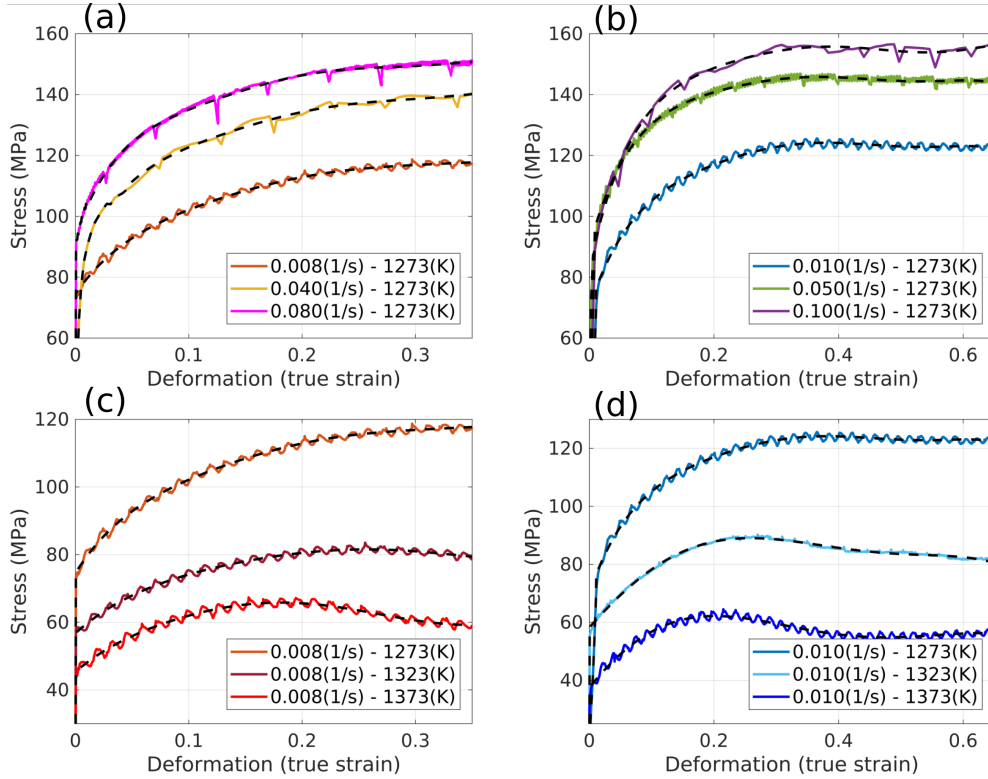 (a)
160
140
120
100
80
60
Stress (MPa)
0.008(1/s) - 1273(K)
0.040(1/s) - 1273(K)
0.080(1/s) - 1273(K)
0
0.1
0.2
0.3
Deformation (true strain)
(b)
160
140
120
100
80
60
Stress (MPa)
0.010(1/s) - 1273(K)
0.050(1/s) - 1273(K)
0.100(1/s) - 1273(K)
0
0.2
0.4
0.6
Deformation (true strain)
(c)
120
100
80
60
40
Stress (MPa)
0.008(1/s) - 1273(K)
0.008(1/s) - 1323(K)
0.008(1/s) - 1373(K)
0
0.1
0.2
0.3
Deformation (true strain)
(d)
120
100
80
60
40
Stress (MPa)
0.010(1/s) - 1273(K)
0.010(1/s) - 1323(K)
0.010(1/s) - 1373(K)
0
0.2
0.4
0.6
Deformation (true strain)